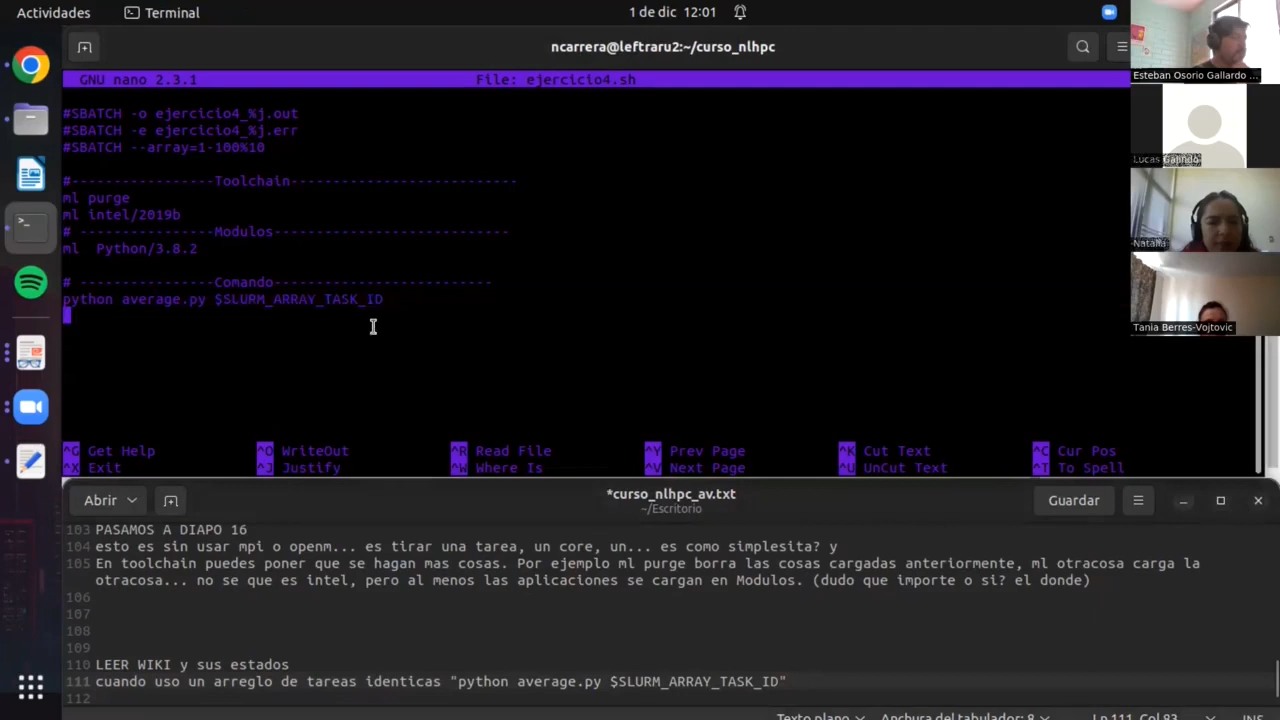 Actividades
Terminal
1 de dic 12:01
ncarrera@leftraru2:~/curso_nlhpc
GNU nano 2.3.1 File: ejercicio4.sh
#SBATCH -o ejercicio4_%j.out
#SBATCH -e ejercicio4_%j.err
#SBATCH --array=1-100%10
#----------------Toolchain---------------------------
ml purge
ml intel/2019b
# ----------------Modulos----------------------------
ml  Python/3.8.2
# ----------------Comando--------------------------
python average.py $SLURM_ARRAY_TASK_ID
^G Get Help ^O WriteOut ^R Read File ^Y Prev Page ^K Cut Text ^C Cur Pos
^X Exit ^J Justify ^W Where Is ^V Next Page ^U UnCut Text ^T To Spell
Esteban Osorio Gallardo ...
Lucas Galindo
Natalia
Tania Berres-Vojtovic
Abrir
*curso_nlhpc_av.txt
~/Escritorio
Guardar
103 PASAMOS A DIAPO 16
104 esto es sin usar mpi o openm... es tirar una tarea, un core, un... es como simplesita? y
105 En toolchain puedes poner que se hagan mas cosas. Por ejemplo ml purge borra las cosas cargadas anteriormente, ml otracosa carga la
otracosa... no se que es intel, pero al menos las aplicaciones se cargan en Modulos. (dudo que importe o si? el donde)
106
107
108
109
110 LEER WIKI y sus estados
111 cuando uso un arreglo de tareas identicas "python average.py $SLURM_ARRAY_TASK_ID"
112
Texto plano Anchura del tabulador: 8 Ln 111, Col 83 INS